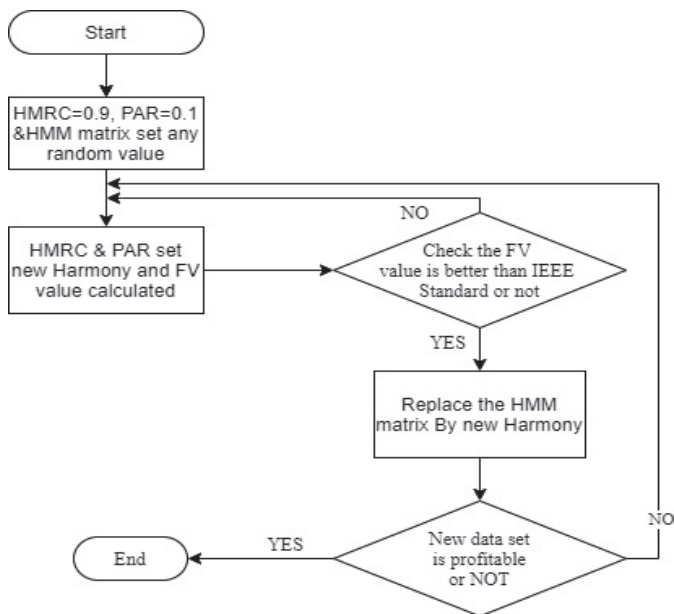 Start
HMRC=0.9, PAR=0.1
&HMM matrix set any
random value
NO
HMRC & PAR set
new Harmony and FV
value calculated
Check the FV
value is better than IEEE
Standard or not
YES
Replace the HMM
matrix By new Harmony
NO
New data set
is profitable
or NOT
YES
End